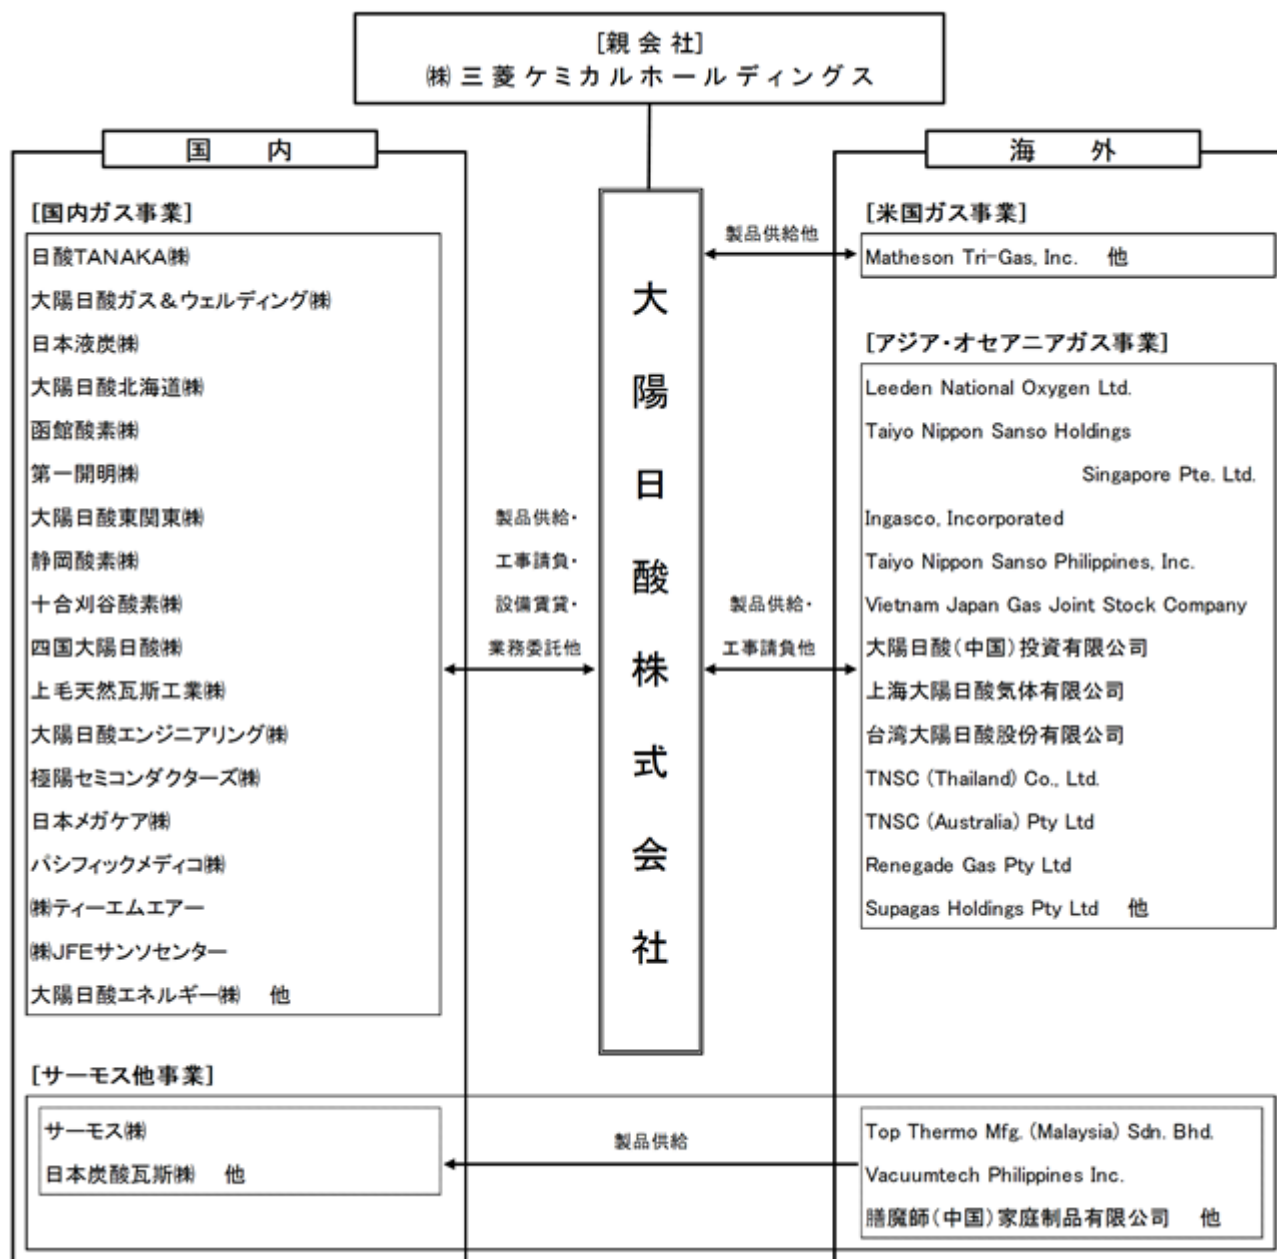 [親会社]
㈱三菱ケミカルホールディングス
国内
[国内ガス事業]
日酸TANAKA㈱
大陽日酸ガス＆ウェルディング㈱
日本液炭㈱
大陽日酸北海道㈱
函館酸素㈱
第一開明㈱
大陽日酸東関東㈱
静岡酸素㈱
十合刈谷酸素㈱
四国大陽日酸㈱
上毛天然瓦斯工業㈱
大陽日酸エンジニアリング㈱
極陽セミコンダクターズ㈱
日本メガケア㈱
パシフィックメディコ㈱
㈱ティーエムエアー
㈱JFEサンソセンター
大陽日酸エネルギー㈱　他
製品供給・
工事請負・
設備賃貸・
業務委託他
大陽日酸株式会社
製品供給他
製品供給・
工事請負他
海外
[米国ガス事業]
Matheson Tri-Gas, Inc.　他
[アジア・オセアニアガス事業]
Leeden National Oxygen Ltd.
Taiyo Nippon Sanso Holdings
Singapore Pte. Ltd.
Ingasco, Incorporated
Taiyo Nippon Sanso Philippines, Inc.
Vietnam Japan Gas Joint Stock Company
大陽日酸（中国）投資有限公司
上海大陽日酸気体有限公司
台湾大陽日酸股份有限公司
TNSC (Thailand) Co., Ltd.
TNSC (Australia) Pty Ltd
Renegade Gas Pty Ltd
Supagas Holdings Pty Ltd　他
[サーモス他事業]
サーモス㈱
日本炭酸瓦斯㈱　他
製品供給
Top Thermo Mfg. (Malaysia) Sdn. Bhd.
Vacuumtech Philippines Inc.
膳魔師（中国）家庭制品有限公司　他